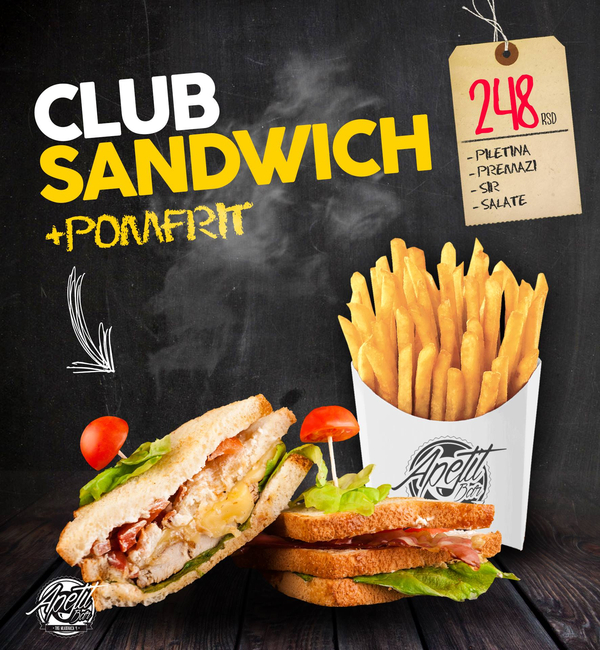 CLUB
SANDWICH
+POMFRIT
248 RSD
- PILETINA
- PREMAZI
- SIR
- SALATE
Apetit
Bar
Apetit
Bar